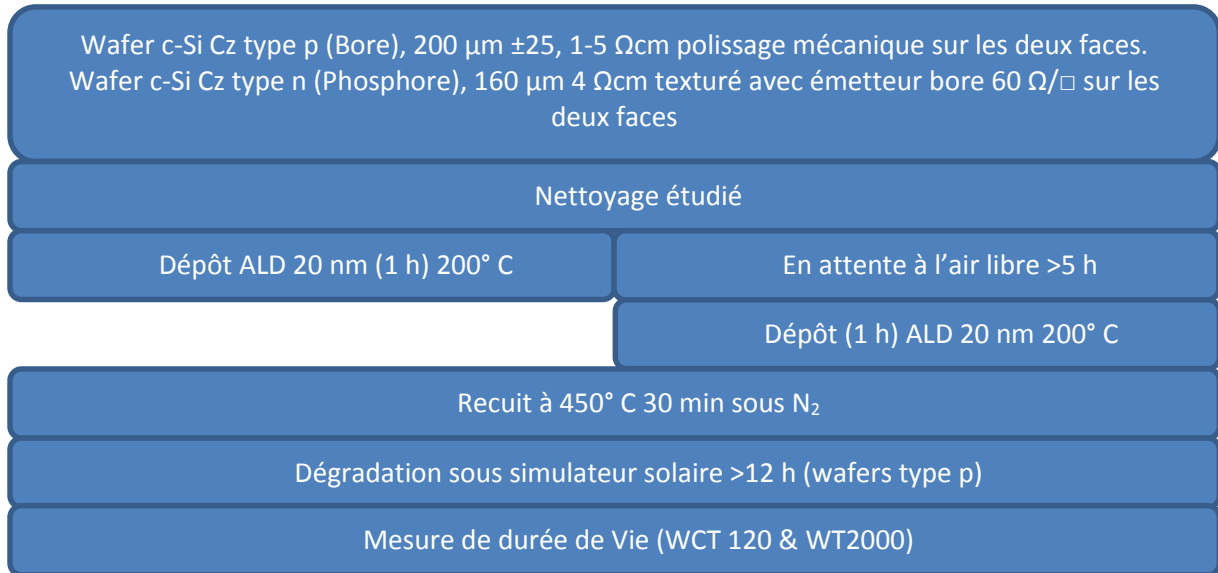 Wafer c-Si Cz type p (Bore), 200 µm ±25, 1-5 Ωcm polissage mécanique sur les deux faces.
Wafer c-Si Cz type n (Phosphore), 160 µm 4 Ωcm texturé avec émetteur bore 60 Ω/□ sur les
deux faces
Nettoyage étudié
Dépôt ALD 20 nm (1 h) 200° C
En attente à l’air libre >5 h
Dépôt (1 h) ALD 20 nm 200° C
Recuit à 450° C 30 min sous N₂
Dégradation sous simulateur solaire >12 h (wafers type p)
Mesure de durée de Vie (WCT 120 & WT2000)